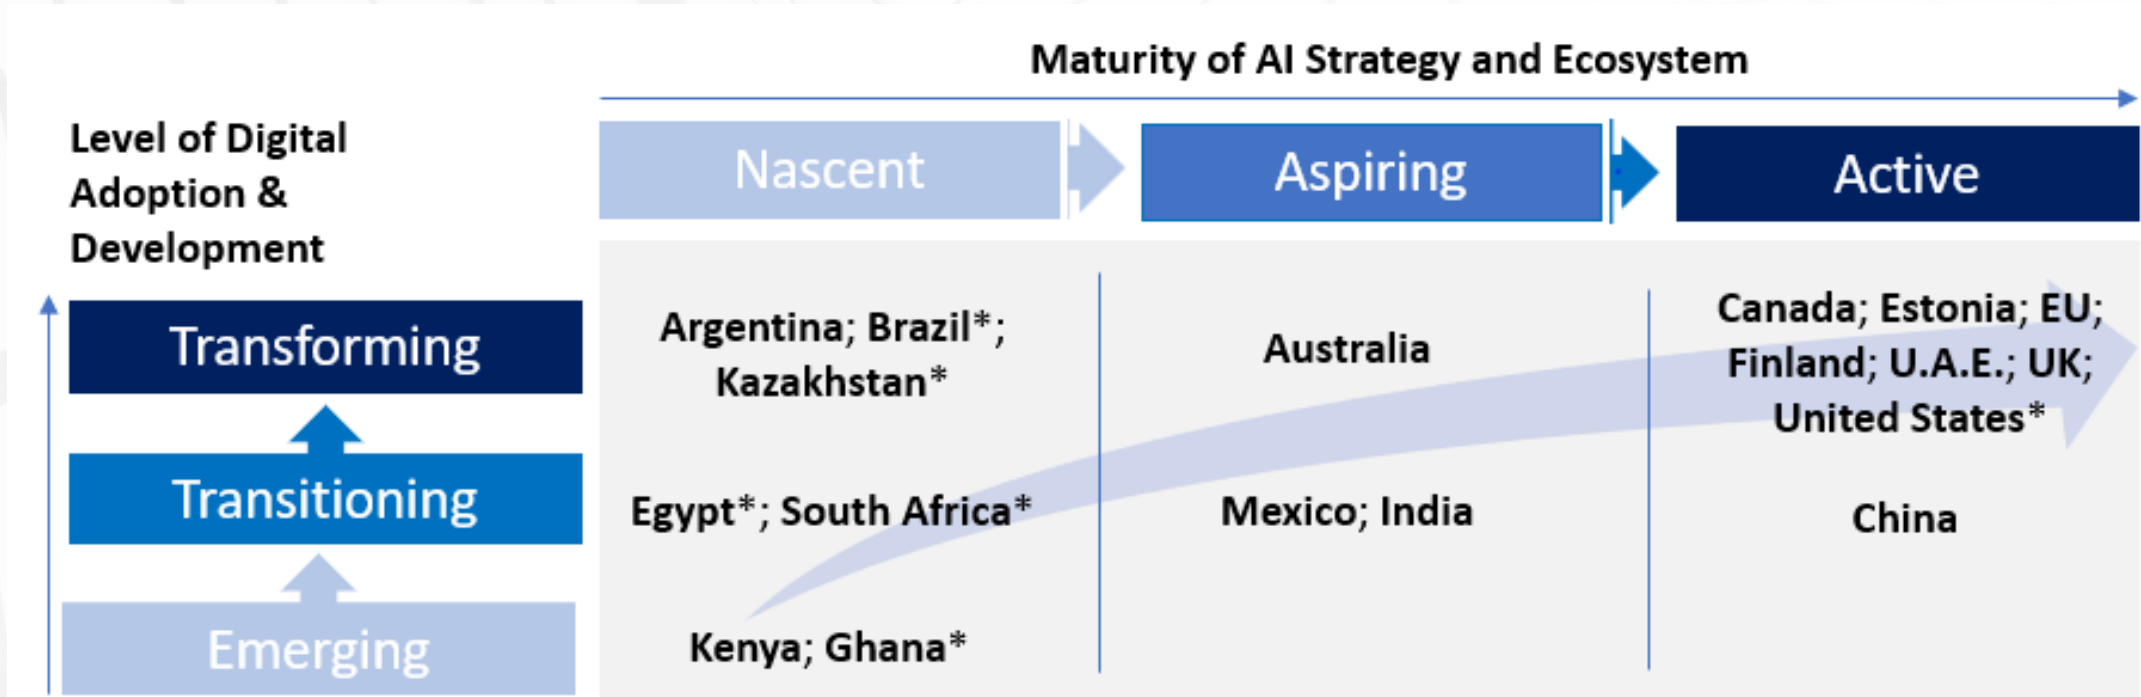 Maturity of AI Strategy and Ecosystem
Level of Digital
Adoption &
Development
Nascent
Aspiring
Active
Transforming
Argentina; Brazil*;
Kazakhstan*
Australia
Canada; Estonia; EU;
Finland; U.A.E.; UK;
United States*
Transitioning
Egypt*; South Africa*
Mexico; India
China
Emerging
Kenya; Ghana*